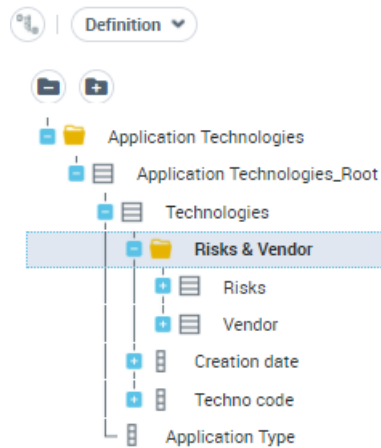 Definition
Application Technologies
Application Technologies_Root
Technologies
Risks & Vendor
Risks
Vendor
Creation date
Techno code
Application Type